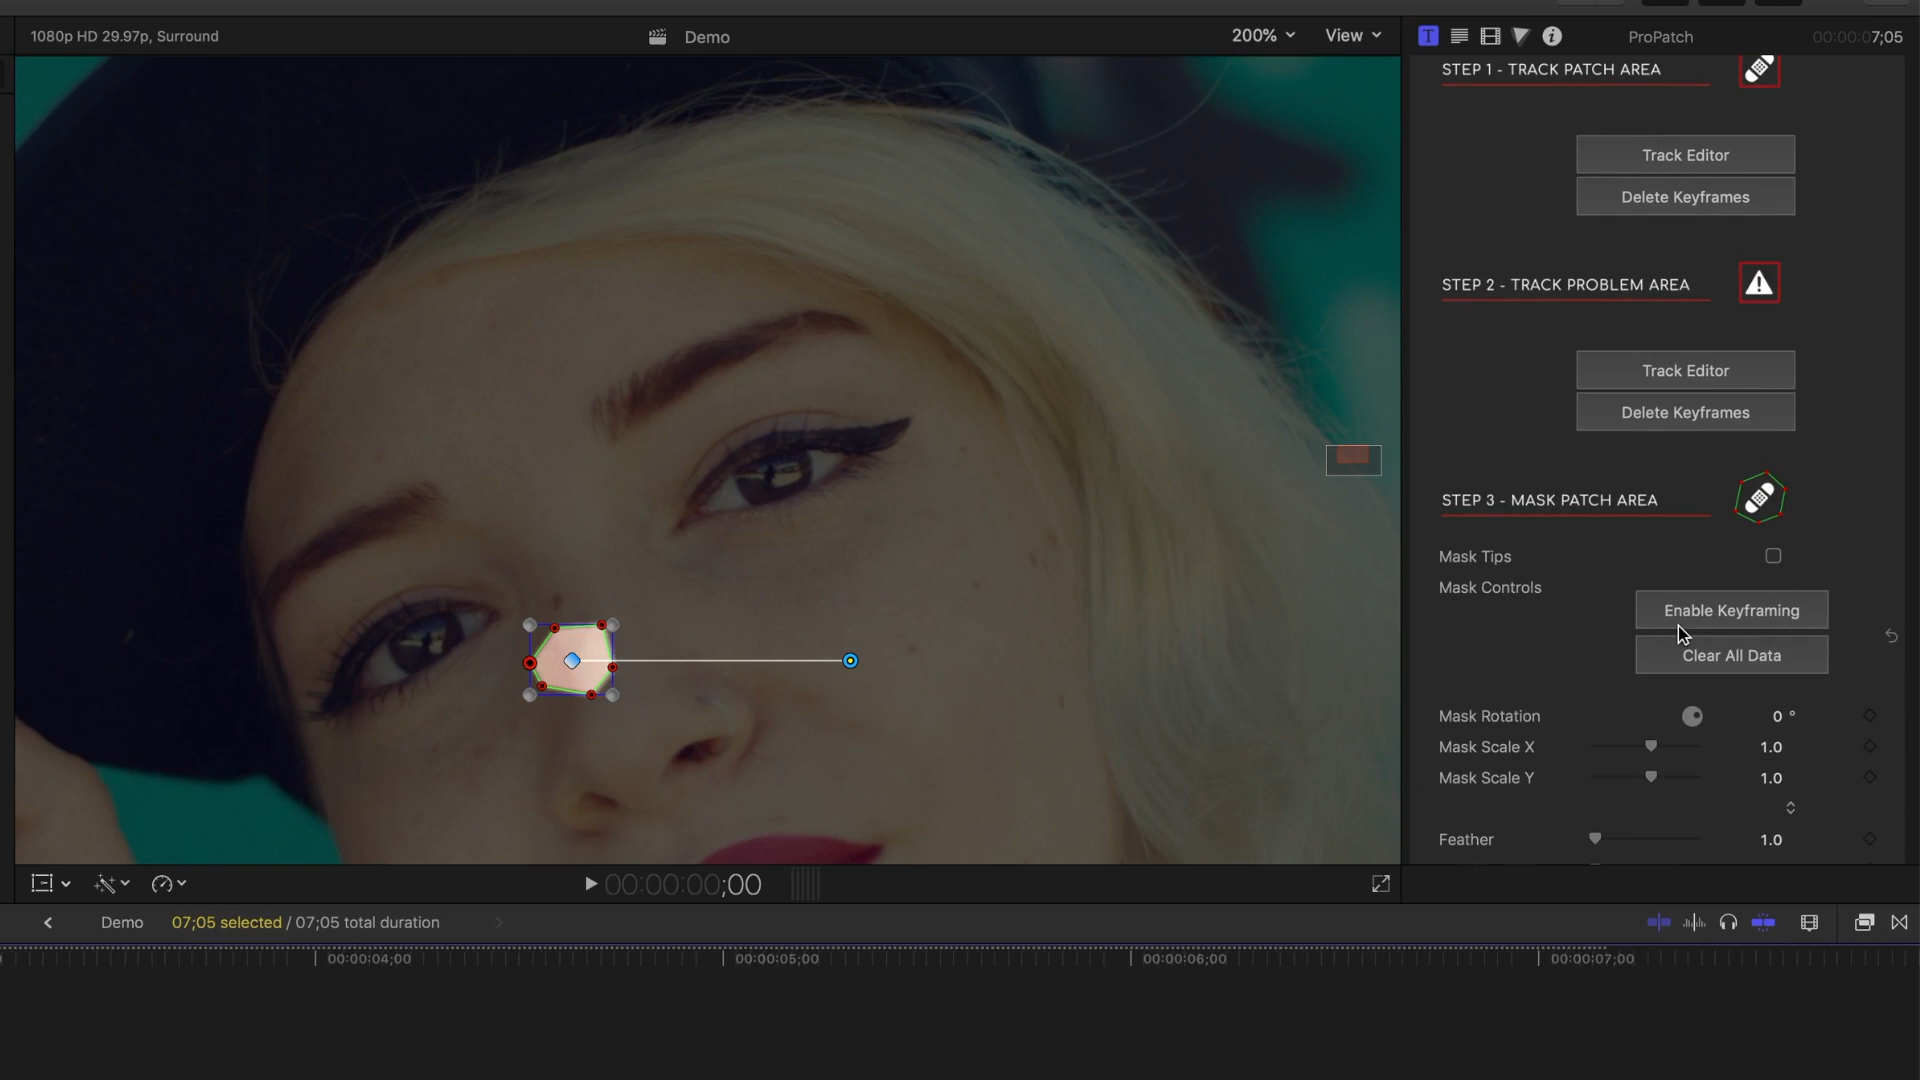 1080p HD 29.97p, Surround
Demo
200%
View
T
i
ProPatch
00:00:07;05
STEP 1 - TRACK PATCH AREA
Track Editor
Delete Keyframes
STEP 2 - TRACK PROBLEM AREA
Track Editor
Delete Keyframes
STEP 3 - MASK PATCH AREA
Mask Tips
Mask Controls
Enable Keyframing
Clear All Data
Mask Rotation 0 °
Mask Scale X 1.0
Mask Scale Y 1.0
Feather 1.0
00:00:00;00
Demo 07;05 selected / 07;05 total duration
00:00:04;00 00:00:05;00 00:00:06;00 00:00:07;00